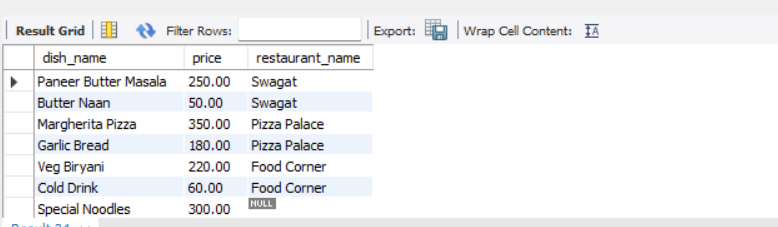 Result Grid Filter Rows: Export: Wrap Cell Content: IA
dish_name price restaurant_name
Paneer Butter Masala 250.00 Swagat
Butter Naan 50.00 Swagat
Margherita Pizza 350.00 Pizza Palace
Garlic Bread 180.00 Pizza Palace
Veg Biryani 220.00 Food Corner
Cold Drink 60.00 Food Corner
Special Noodles 300.00 NULL